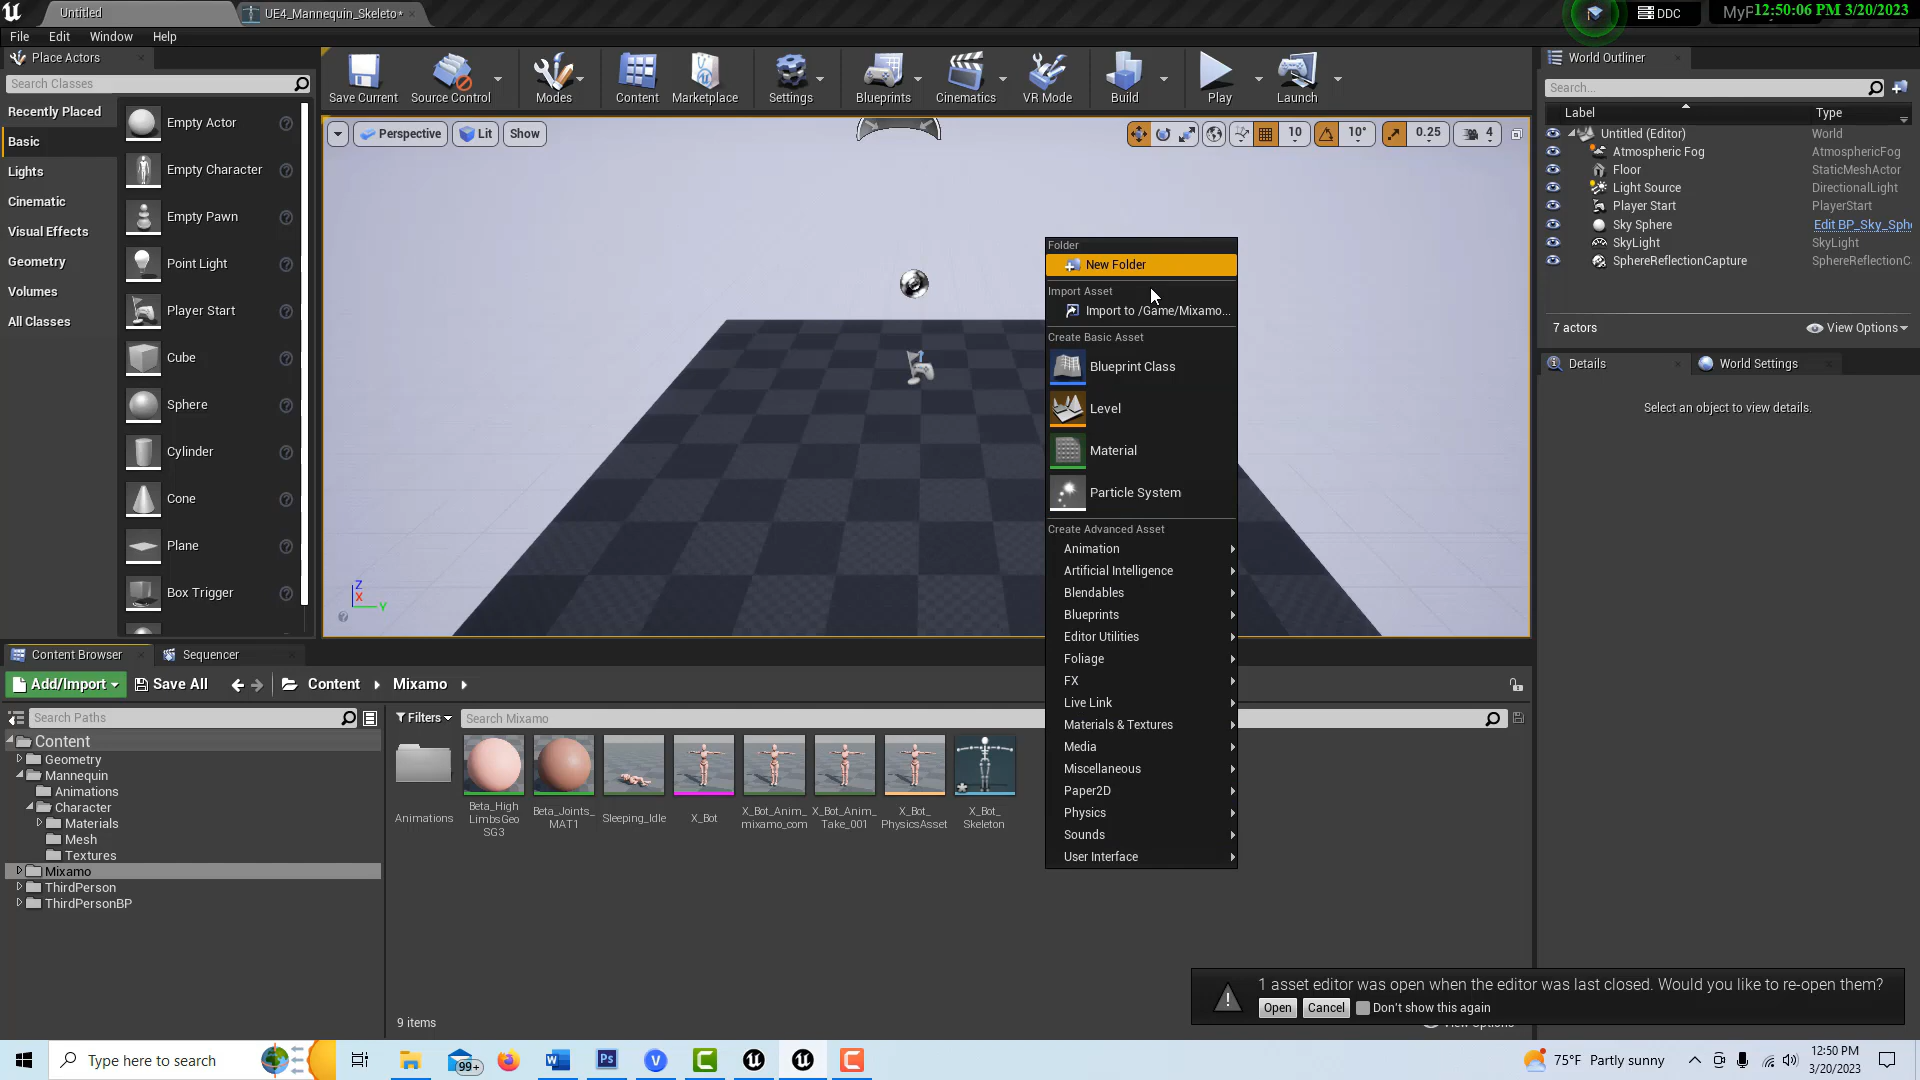 Untitled
UE4_Mannequin_Skeleto*
DDC
MyP
12:50:06 PM 3/20/2023
File Edit Window Help
Place Actors
Search Classes
Recently Placed
Basic
Lights
Cinematic
Visual Effects
Geometry
Volumes
All Classes
Empty Actor
Empty Character
Empty Pawn
Point Light
Player Start
Cube
Sphere
Cylinder
Cone
Plane
Box Trigger
Save Current
Source Control
Modes
Content
Marketplace
Settings
Blueprints
Cinematics
VR Mode
Build
Play
Launch
Perspective Lit Show
10 10° 0.25 4
Z
X
Y
Folder
New Folder
Import Asset
Import to /Game/Mixamo...
Create Basic Asset
Blueprint Class
Level
Material
Particle System
Create Advanced Asset
Animation
Artificial Intelligence
Blendables
Blueprints
Editor Utilities
Foliage
FX
Live Link
Materials & Textures
Media
Miscellaneous
Paper2D
Physics
Sounds
User Interface
World Outliner
Search...
Label Type
Untitled (Editor) World
Atmospheric Fog AtmosphericFog
Floor StaticMeshActor
Light Source DirectionalLight
Player Start PlayerStart
Sky Sphere Edit BP_Sky_Sph
SkyLight SkyLight
SphereReflectionCapture SphereReflectionC
7 actors
View Options
Details
World Settings
Select an object to view details.
Content Browser
Sequencer
Add/Import Save All Content Mixamo
Search Paths
Filters
Search Mixamo
Content
Geometry
Mannequin
Animations
Character
Materials
Mesh
Textures
Mixamo
ThirdPerson
ThirdPersonBP
Animations
Beta_High
LimbsGeo
SG3
Beta_Joints_
MAT1
Sleeping_Idle
X_Bot
X_Bot_Anim_
mixamo_com
X_Bot_Anim_
Take_001
X_Bot_
PhysicsAsset
X_Bot_
Skeleton
9 items
1 asset editor was open when the editor was last closed. Would you like to re-open them?
Open Cancel Don't show this again
View Options
Type here to search
99+
75°F Partly sunny
12:50 PM
3/20/2023